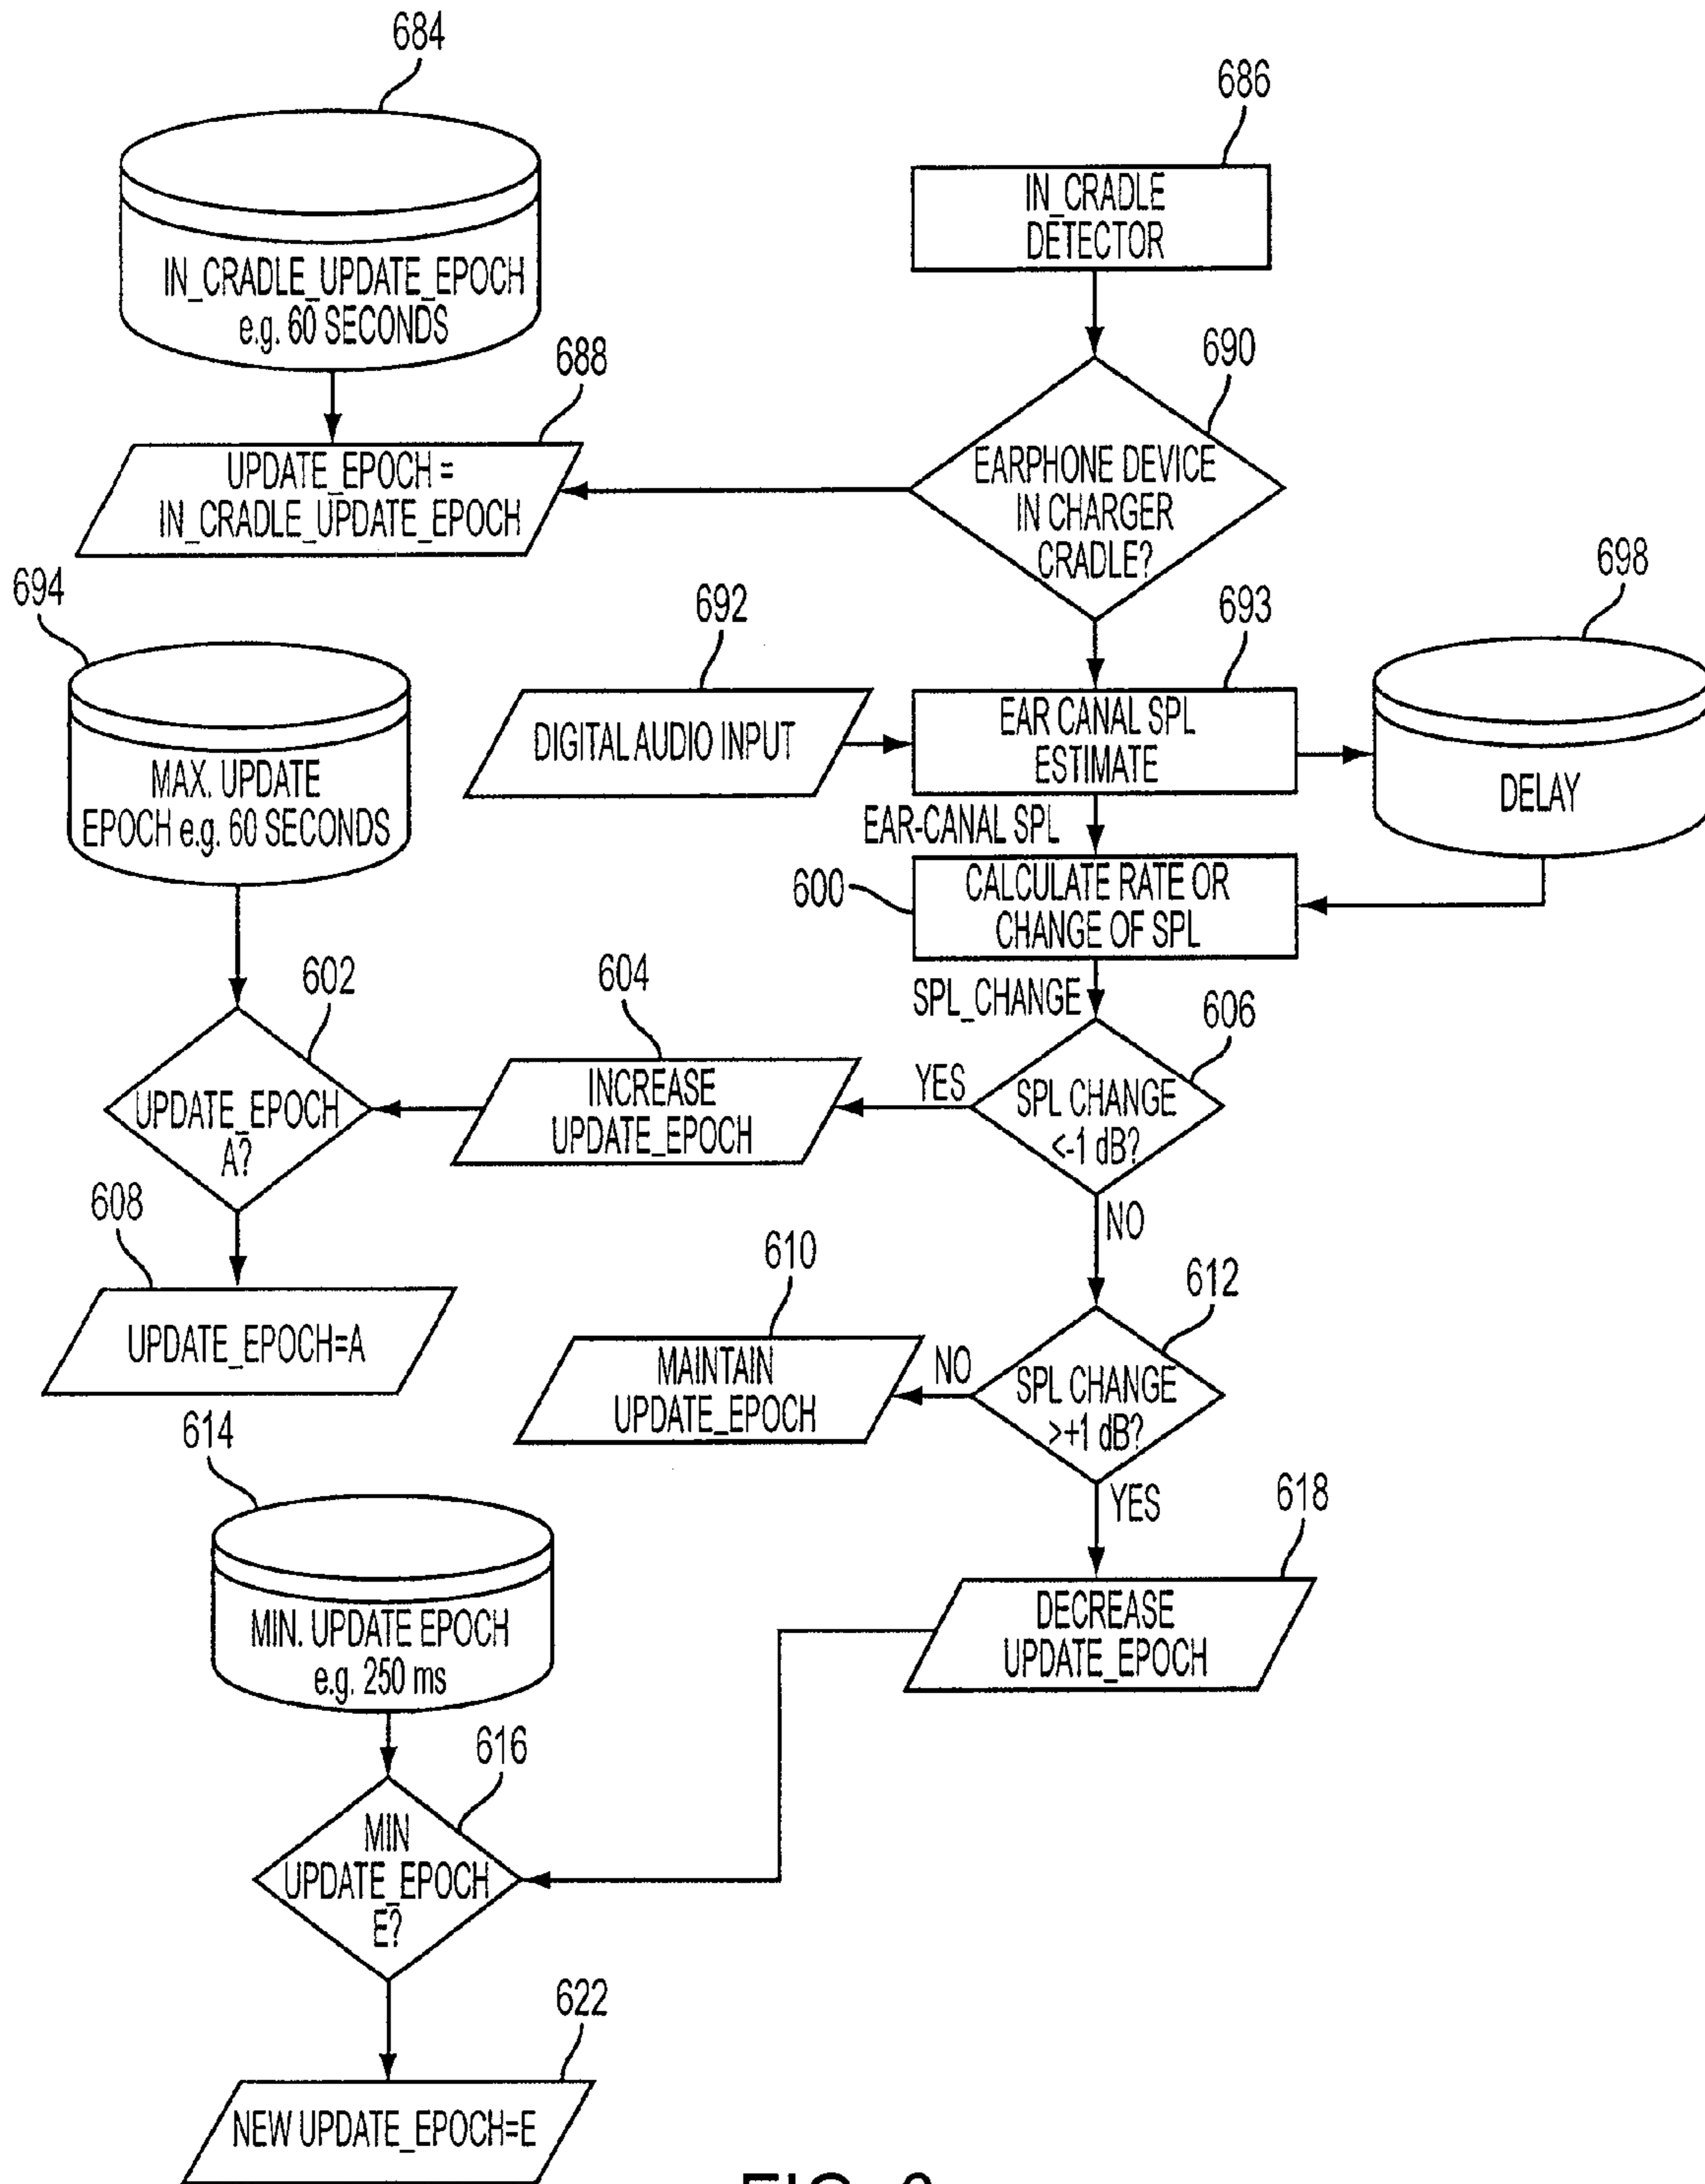 684
686
IN_CRADLE
DETECTOR
IN_CRADLE_UPDATE_EPOCH
e.g. 60 SECONDS
688
690
UPDATE_EPOCH =
IN_CRADLE_UPDATE_EPOCH
EARPHONE DEVICE
IN CHARGER
CRADLE?
694
692
693
698
MAX. UPDATE
EPOCH e.g. 60 SECONDS
DIGITAL AUDIO INPUT
EAR CANAL SPL
ESTIMATE
DELAY
EAR-CANAL SPL
600
CALCULATE RATE OR
CHANGE OF SPL
SPL_CHANGE
602
604
606
UPDATE_EPOCH
A?
INCREASE
UPDATE_EPOCH
YES
SPL CHANGE
<-1 dB?
NO
608
UPDATE_EPOCH=A
610
612
MAINTAIN
UPDATE_EPOCH
NO
SPL CHANGE
>+1 dB?
YES
614
618
MIN. UPDATE EPOCH
e.g. 250 ms
DECREASE
UPDATE_EPOCH
616
MIN
UPDATE_EPOCH
E?
622
NEW UPDATE_EPOCH=E